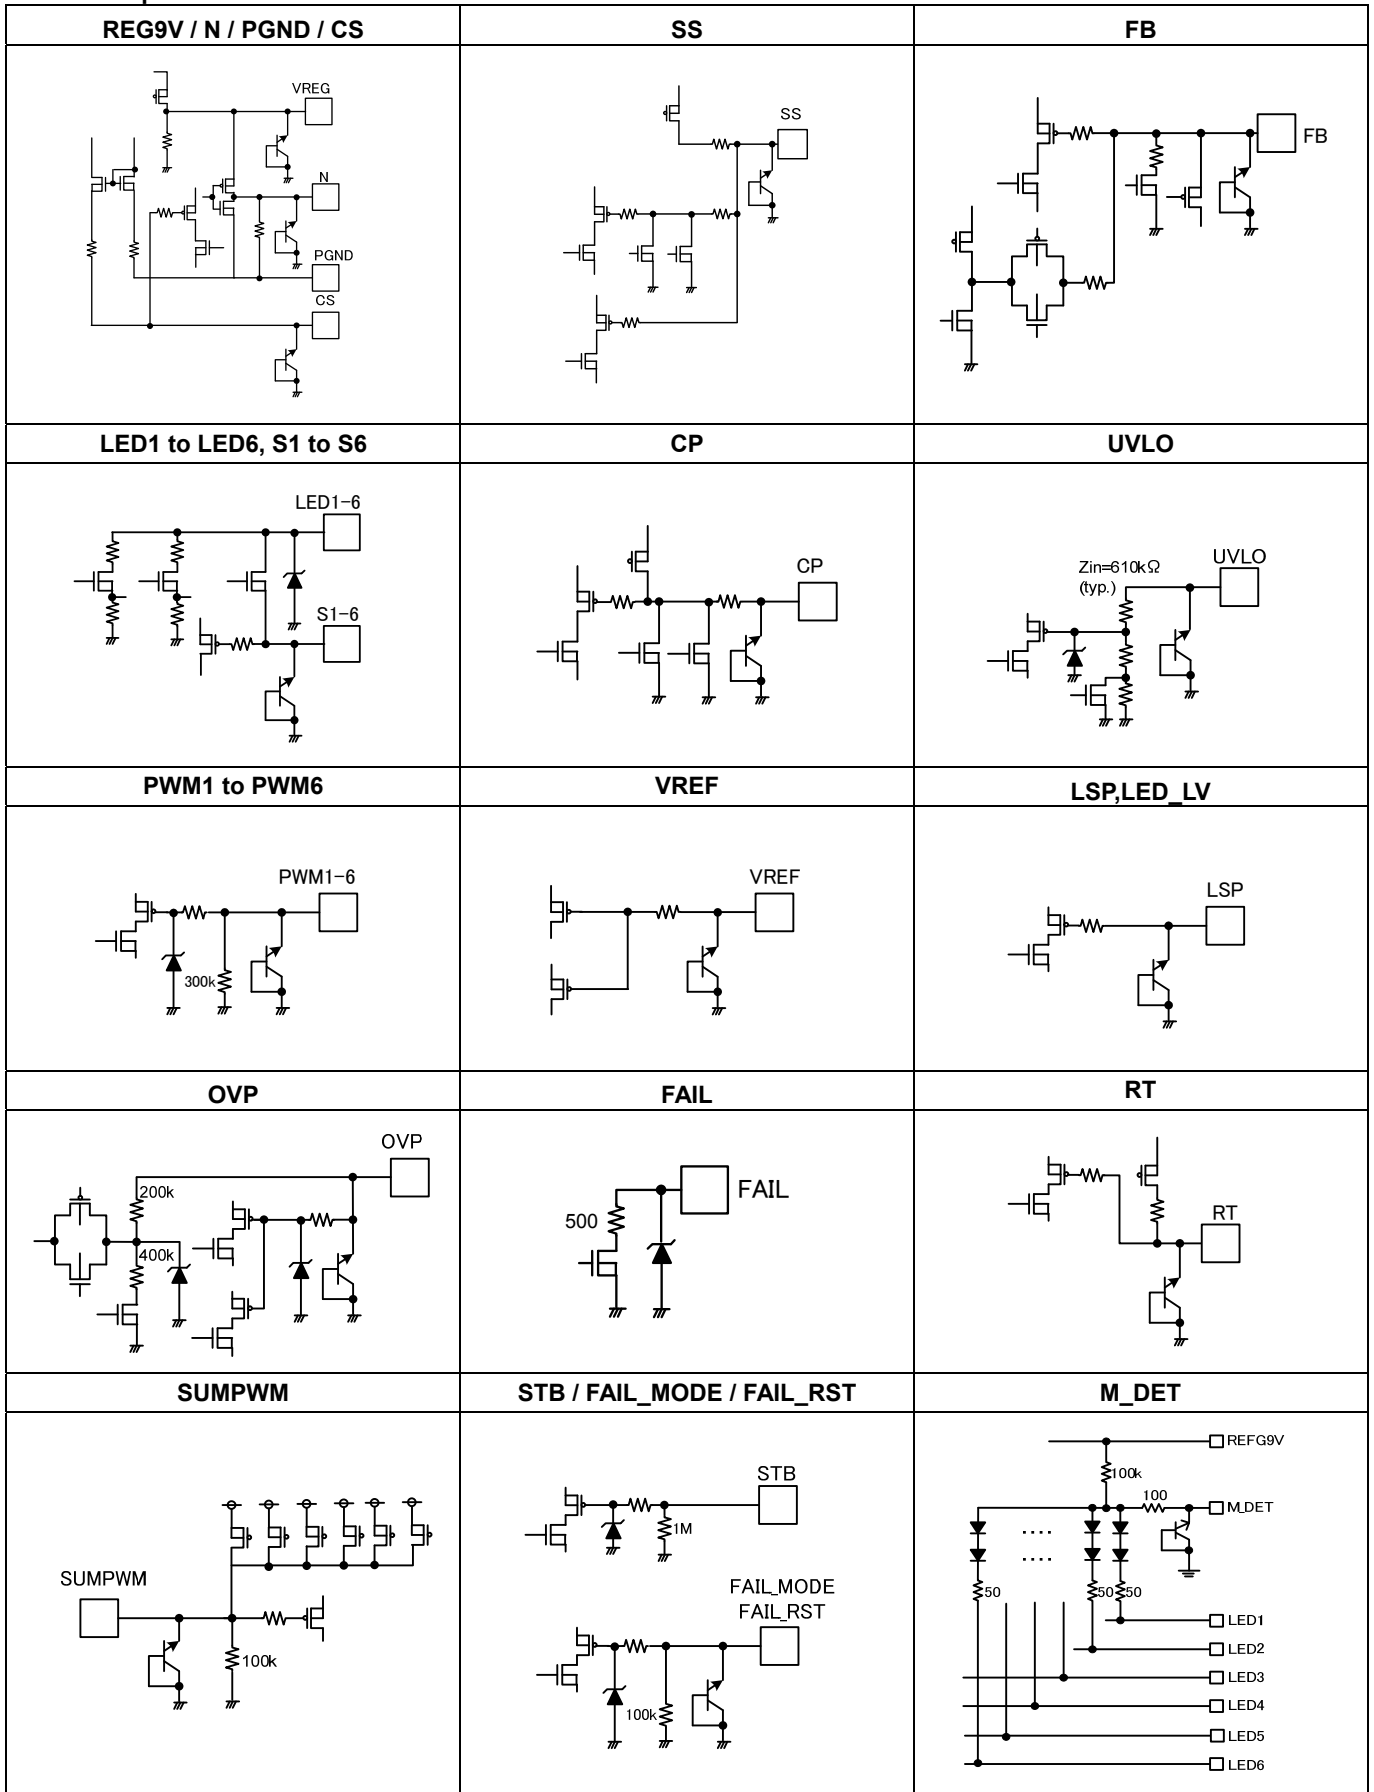 REG9V / N / PGND / CS
SS
FB
VREG
N
PGND
CS
SS
FB
LED1 to LED6, S1 to S6
CP
UVLO
LED1-6
S1-6
CP
Zin=610kΩ
(typ.)
UVLO
PWM1 to PWM6
VREF
LSP,LED_LV
PWM1-6
300k
VREF
LSP
OVP
FAIL
RT
OVP
200k
400k
FAIL
500
RT
SUMPWM
STB / FAIL_MODE / FAIL_RST
M_DET
SUMPWM
100k
STB
1M
FAIL_MODE
FAIL_RST
100k
REFG9V
100k
100
M_DET
....
....
50
50
50
LED1
LED2
LED3
LED4
LED5
LED6